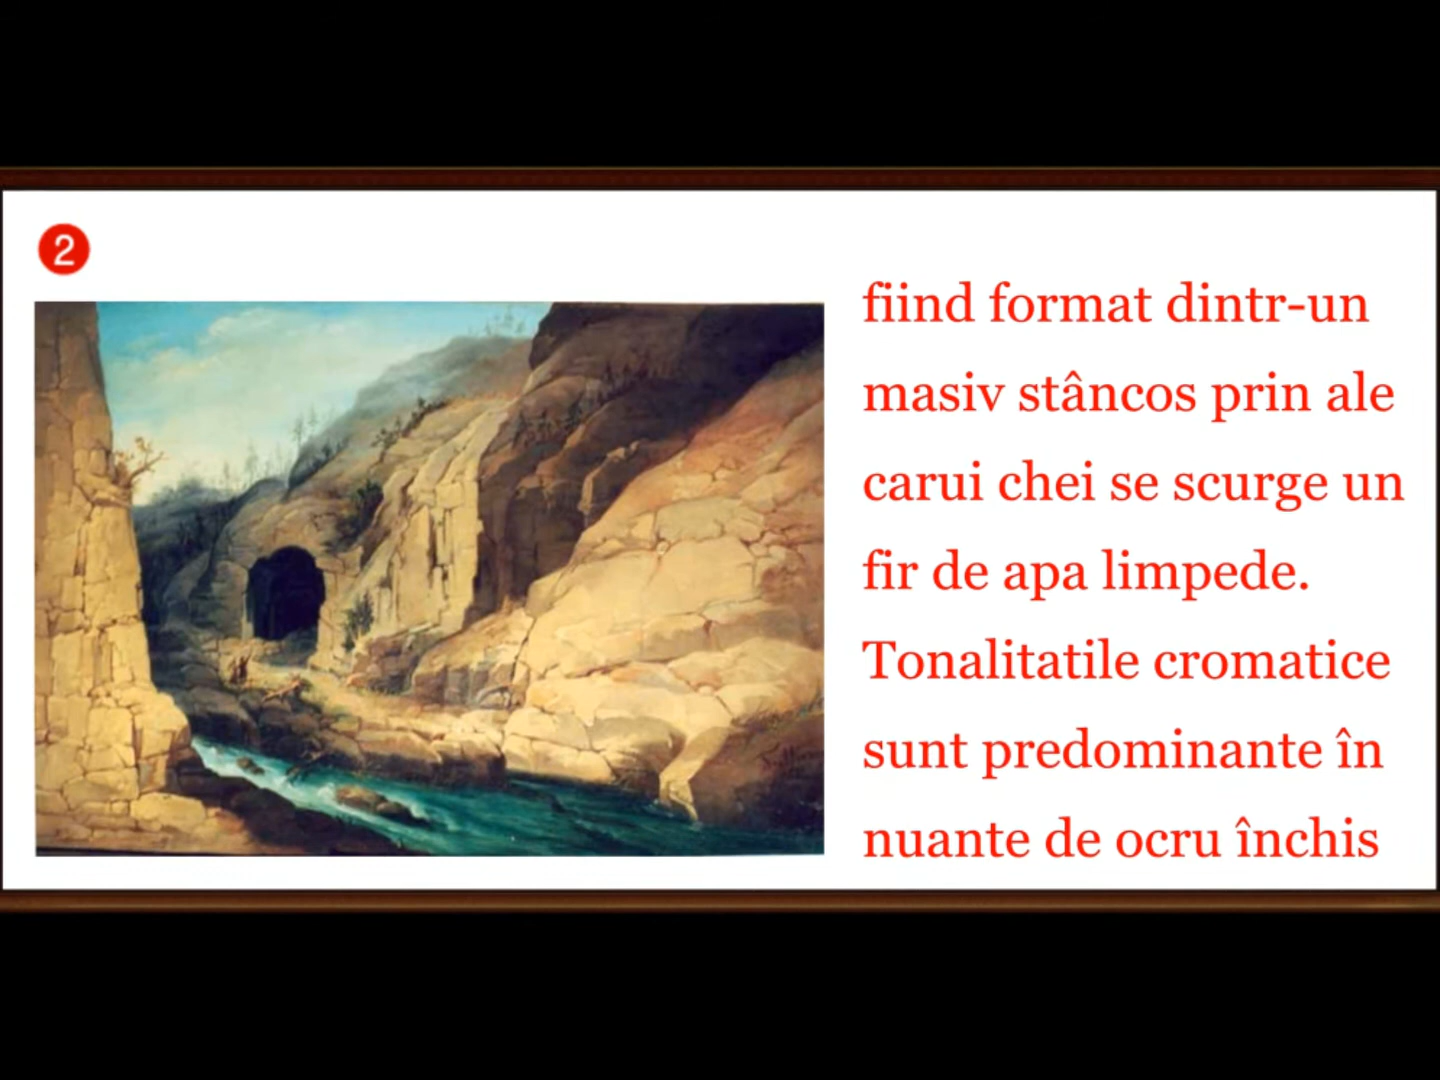 2
fiind format dintr-un
masiv stâncos prin ale
carui chei se scurge un
fir de apa limpede.
Tonalitatile cromatice
sunt predominante în
nuante de ocru închis